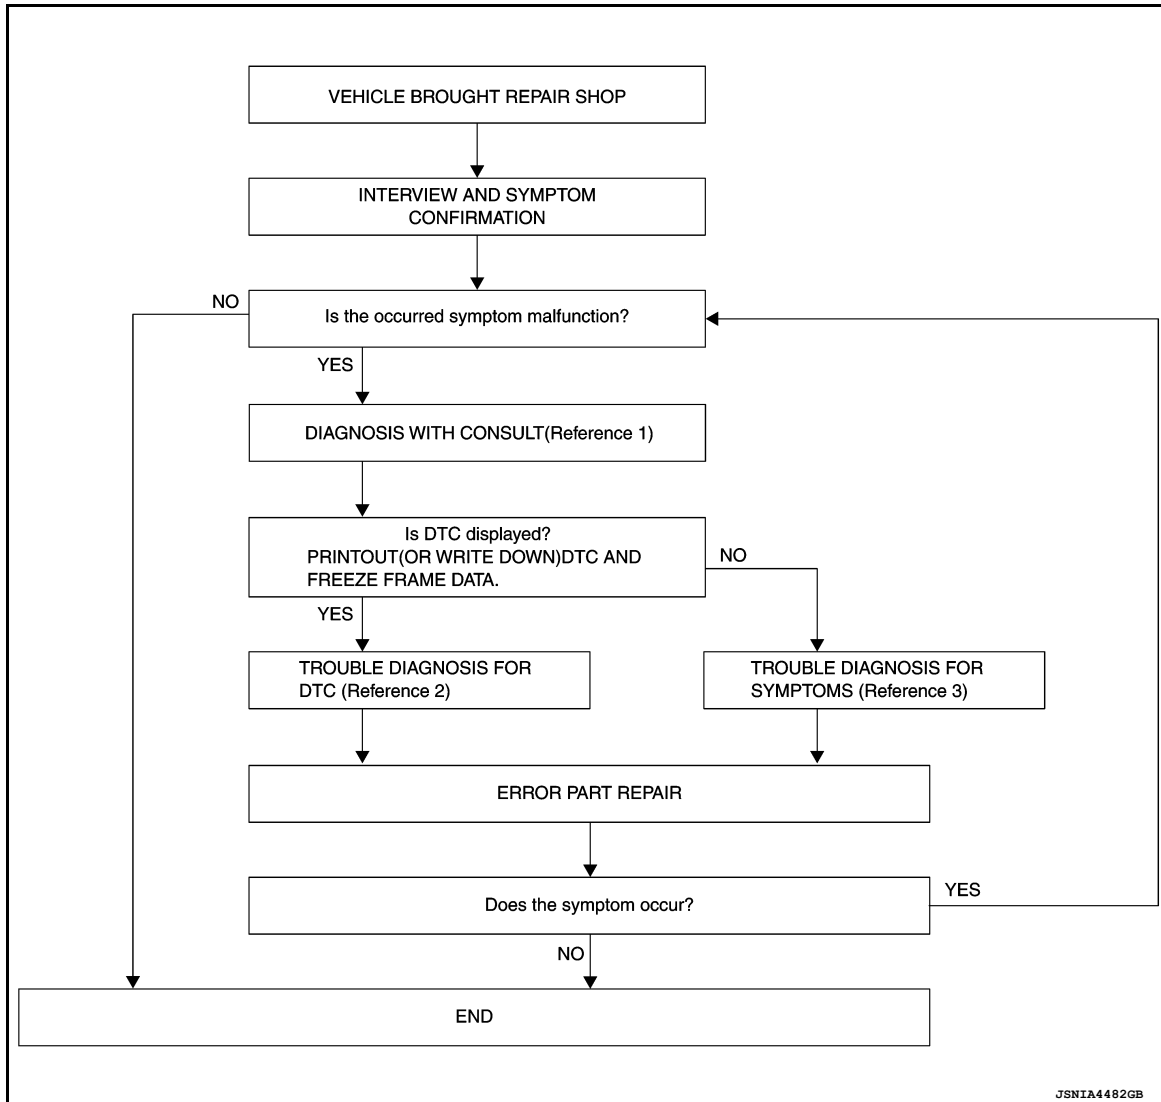 VEHICLE BROUGHT REPAIR SHOP
INTERVIEW AND SYMPTOM
CONFIRMATION
NO
Is the occurred symptom malfunction?
YES
DIAGNOSIS WITH CONSULT(Reference 1)
Is DTC displayed?
PRINTOUT(OR WRITE DOWN)DTC AND
FREEZE FRAME DATA.
NO
YES
TROUBLE DIAGNOSIS FOR
DTC (Reference 2)
TROUBLE DIAGNOSIS FOR
SYMPTOMS (Reference 3)
ERROR PART REPAIR
Does the symptom occur?
YES
NO
END
JSNIA4482GB